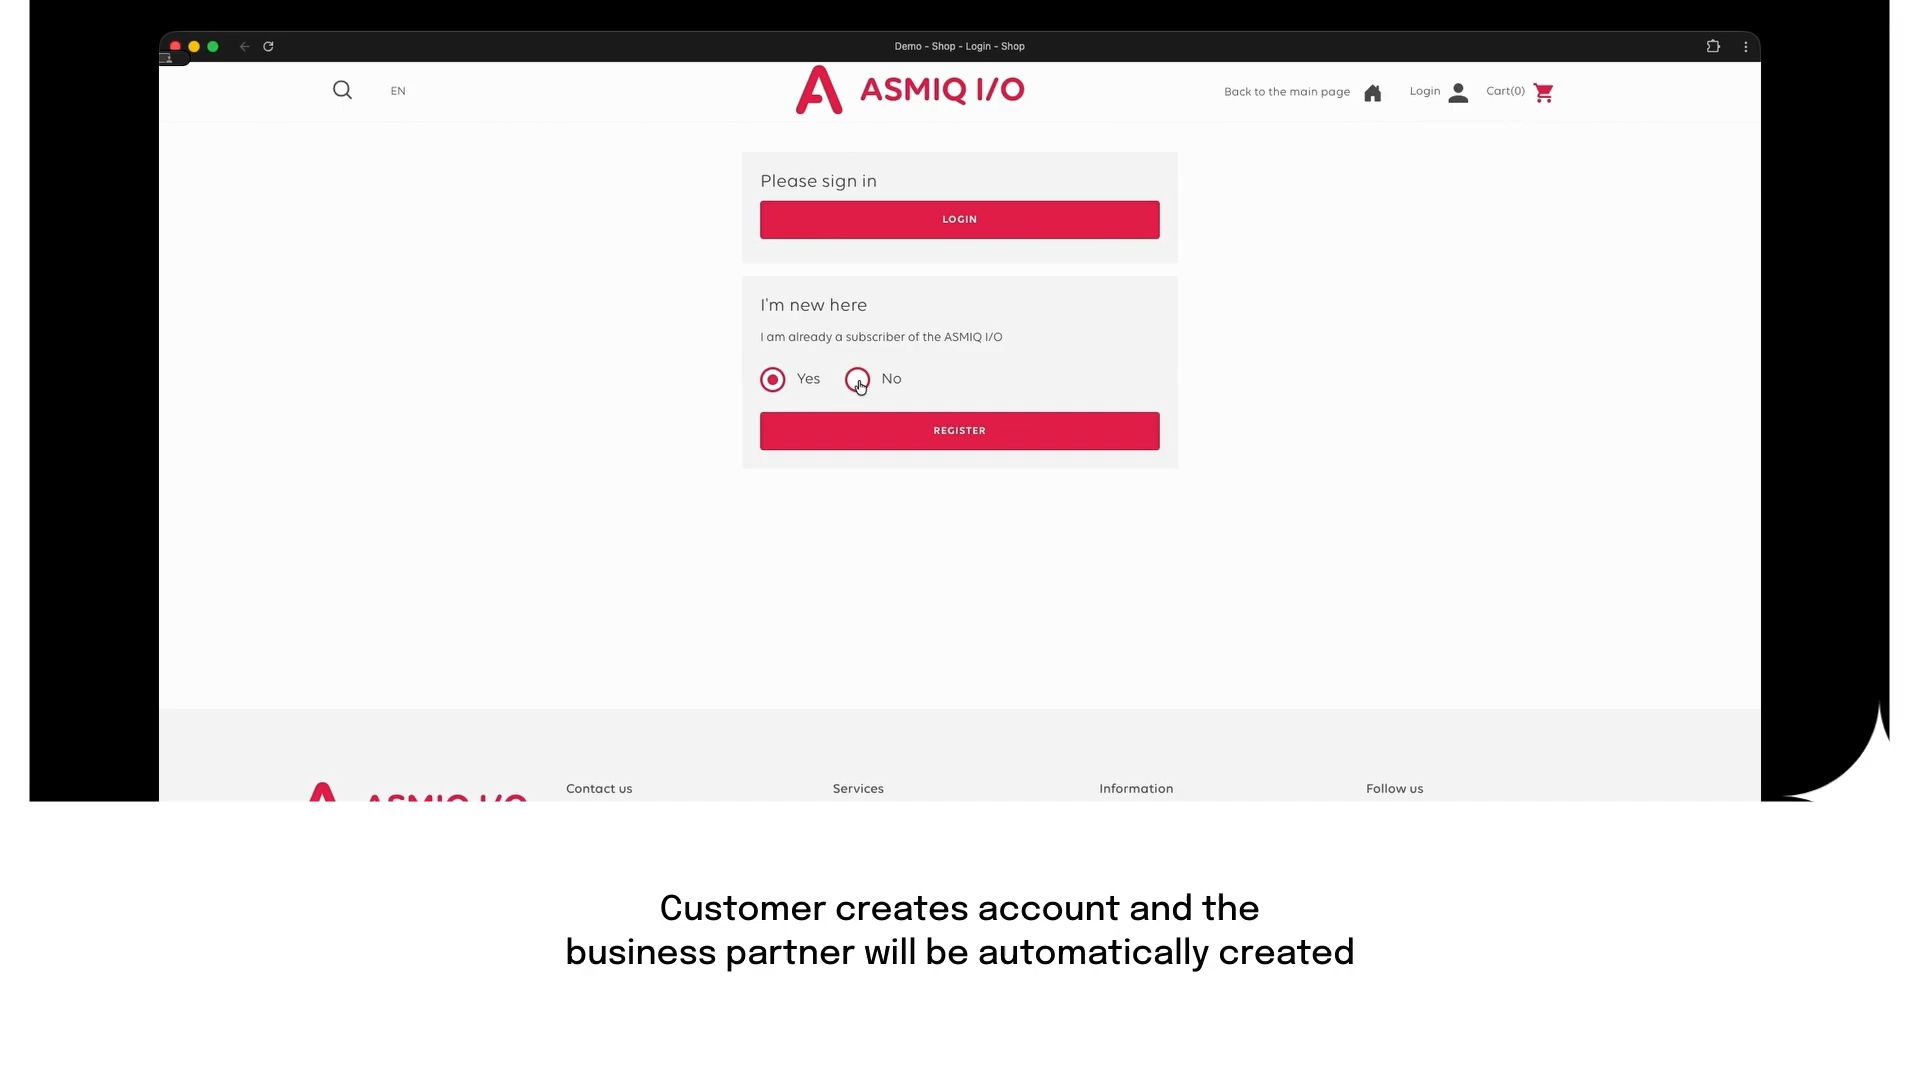 Demo - Shop - Login - Shop
EN
ASMIQ I/O
Back to the main page
Login
Cart(0)
Please sign in
LOGIN
I'm new here
I am already a subscriber of the ASMIQ I/O
Yes
No
REGISTER
ASMIQ I/O
Contact us
Services
Information
Follow us
Customer creates account and the
business partner will be automatically created